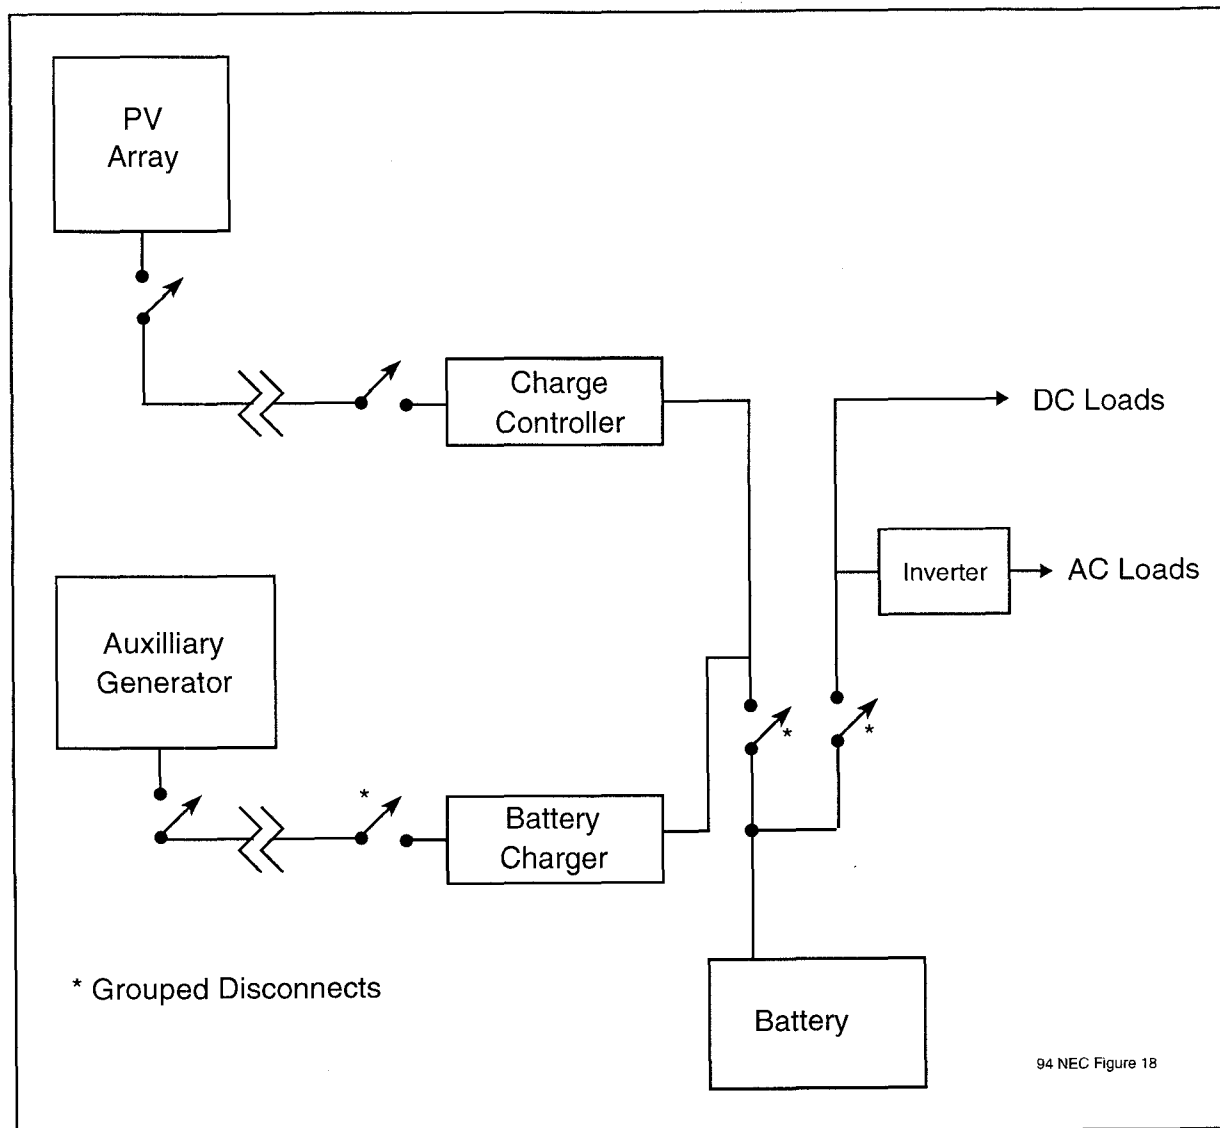 PV
Array
Charge
Controller
DC Loads
Inverter
AC Loads
Auxilliary
Generator
*
*
*
Battery
Charger
* Grouped Disconnects
Battery
94 NEC Figure 18